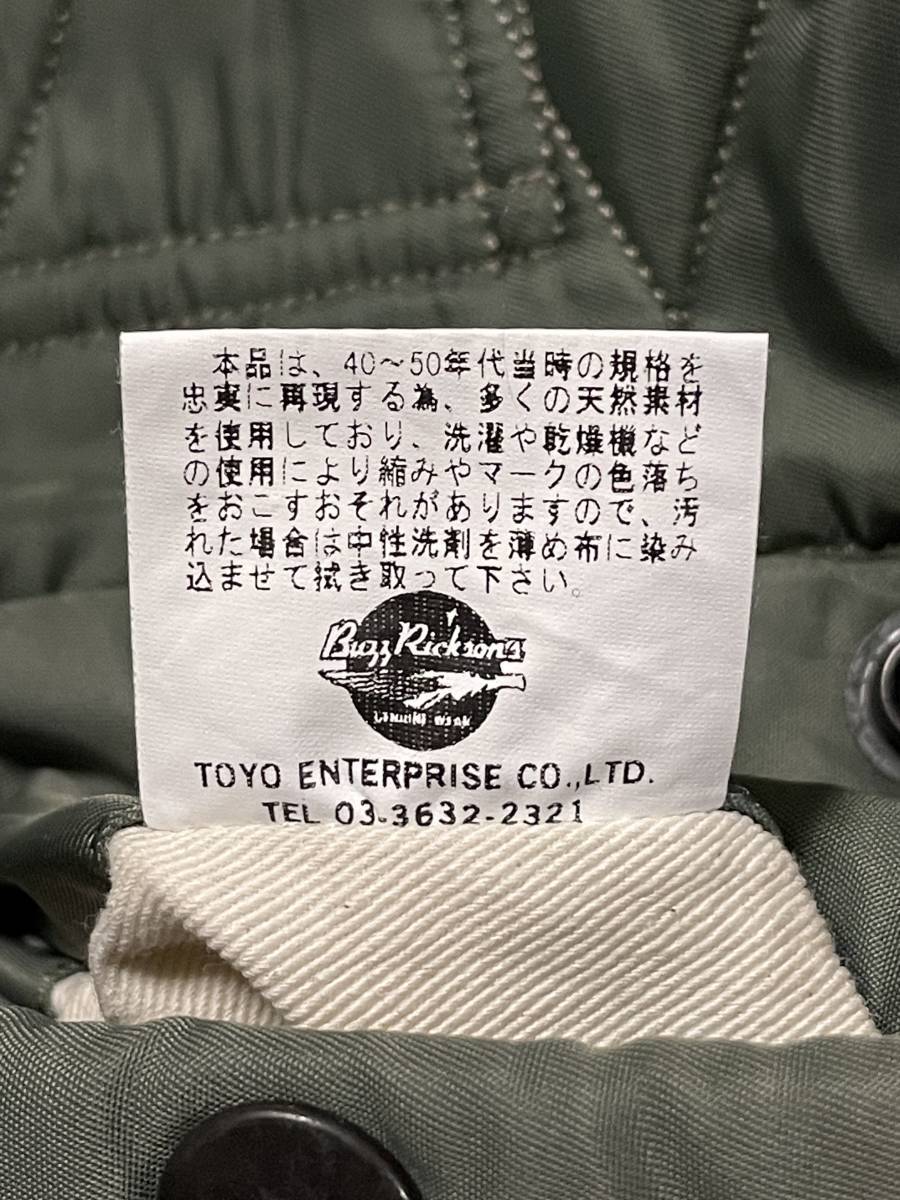 本品は、40～50年代当時の規格を
忠実に再現する為、多くの天然素材
を使用しており、洗濯や乾燥機など
の使用により縮みやマークの色落ち
をおこすおそれがありますので、汚
れた場合は中性洗剤を薄め布に染み
込ませて拭き取って下さい。
Buzz Rickson's
TOYO ENTERPRISE CO.,LTD.
TEL 03-3632-2321